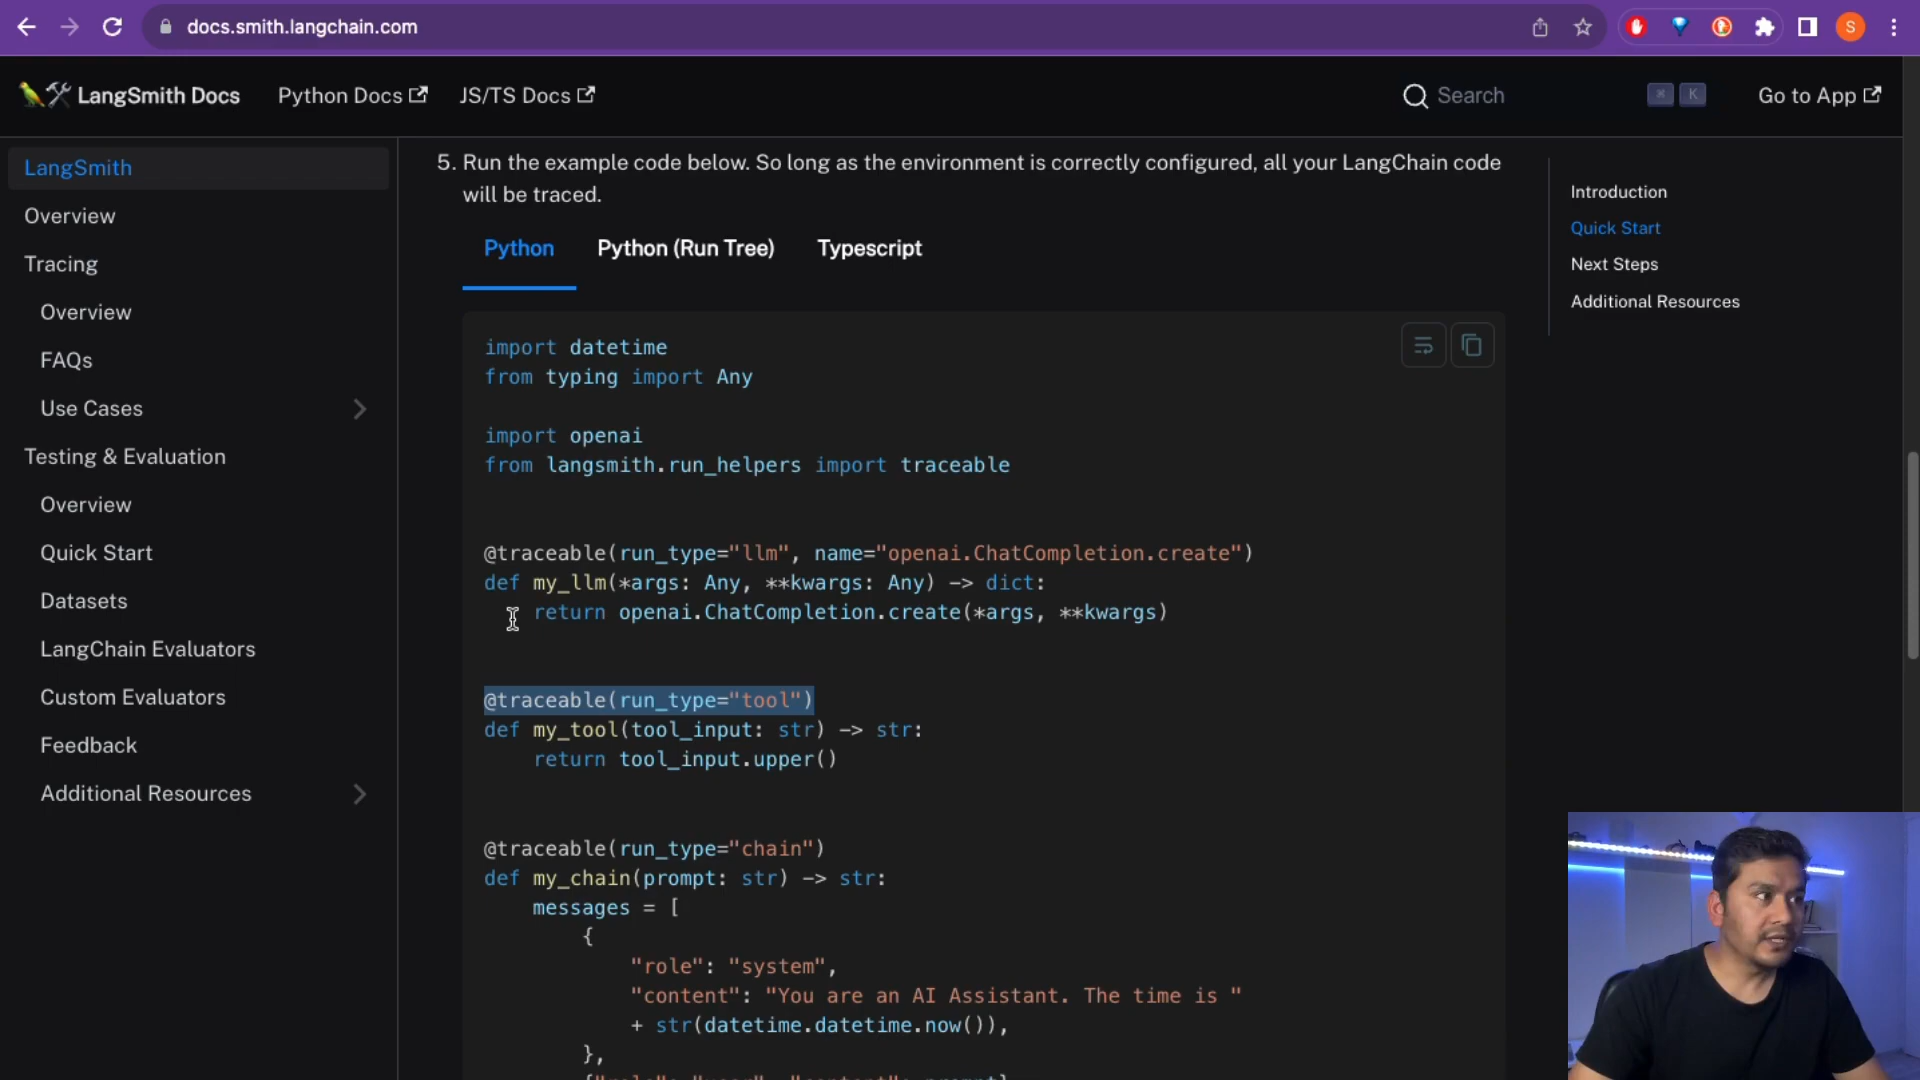 docs.smith.langchain.com
S
LangSmith Docs
Python Docs
JS/TS Docs
Search
⌘ K
Go to App
LangSmith
Overview
Tracing
Overview
FAQs
Use Cases
Testing & Evaluation
Overview
Quick Start
Datasets
LangChain Evaluators
Custom Evaluators
Feedback
Additional Resources
5. Run the example code below. So long as the environment is correctly configured, all your LangChain code
will be traced.
Python
Python (Run Tree)
Typescript
import datetime
from typing import Any
import openai
from langsmith.run_helpers import traceable
@traceable(run_type="llm", name="openai.ChatCompletion.create")
def my_llm(*args: Any, **kwargs: Any) -> dict:
return openai.ChatCompletion.create(*args, **kwargs)
@traceable(run_type="tool")
def my_tool(tool_input: str) -> str:
return tool_input.upper()
@traceable(run_type="chain")
def my_chain(prompt: str) -> str:
messages = [
{
"role": "system",
"content": "You are an AI Assistant. The time is "
+ str(datetime.datetime.now()),
},
{"role": "user", "content": prompt},
Introduction
Quick Start
Next Steps
Additional Resources